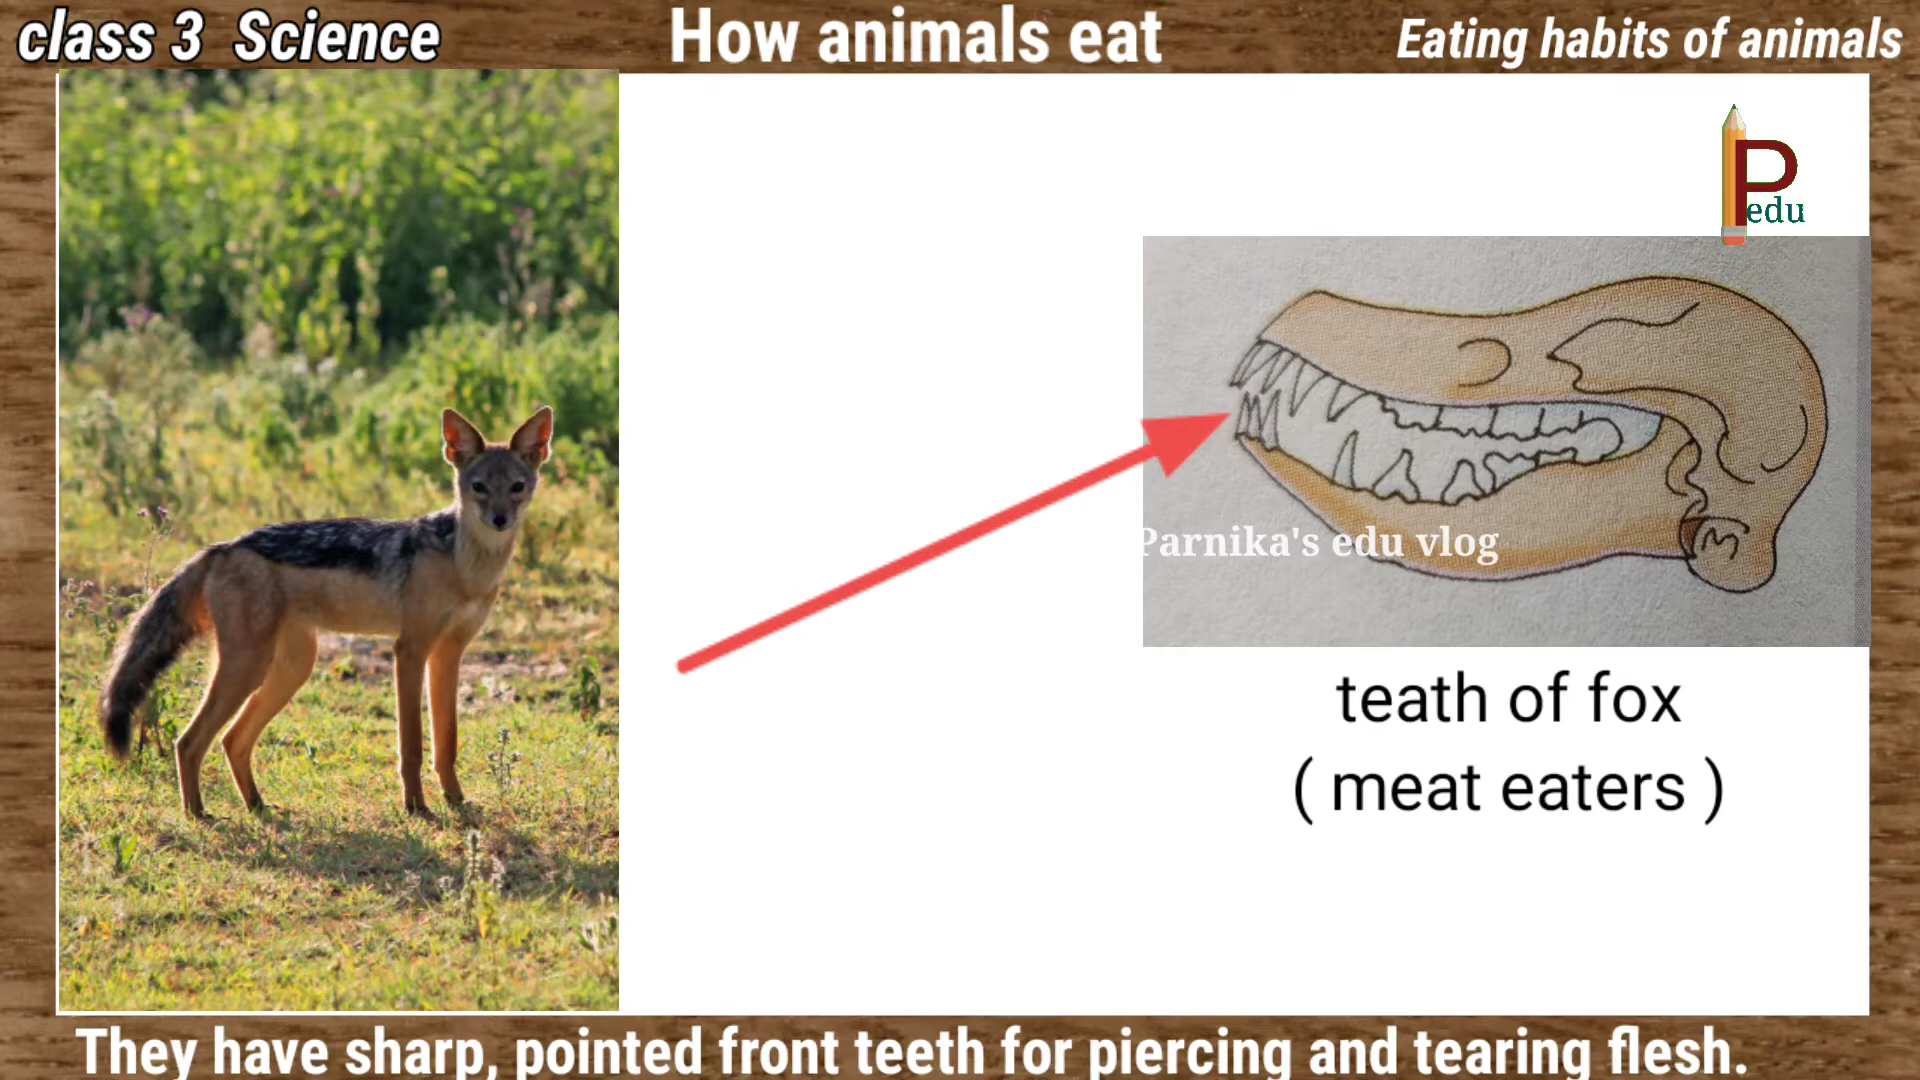 class 3 Science
How animals eat
Eating habits of animals
P
edu
Parnika's edu vlog
teath of fox
( meat eaters )
They have sharp, pointed front teeth for piercing and tearing flesh.